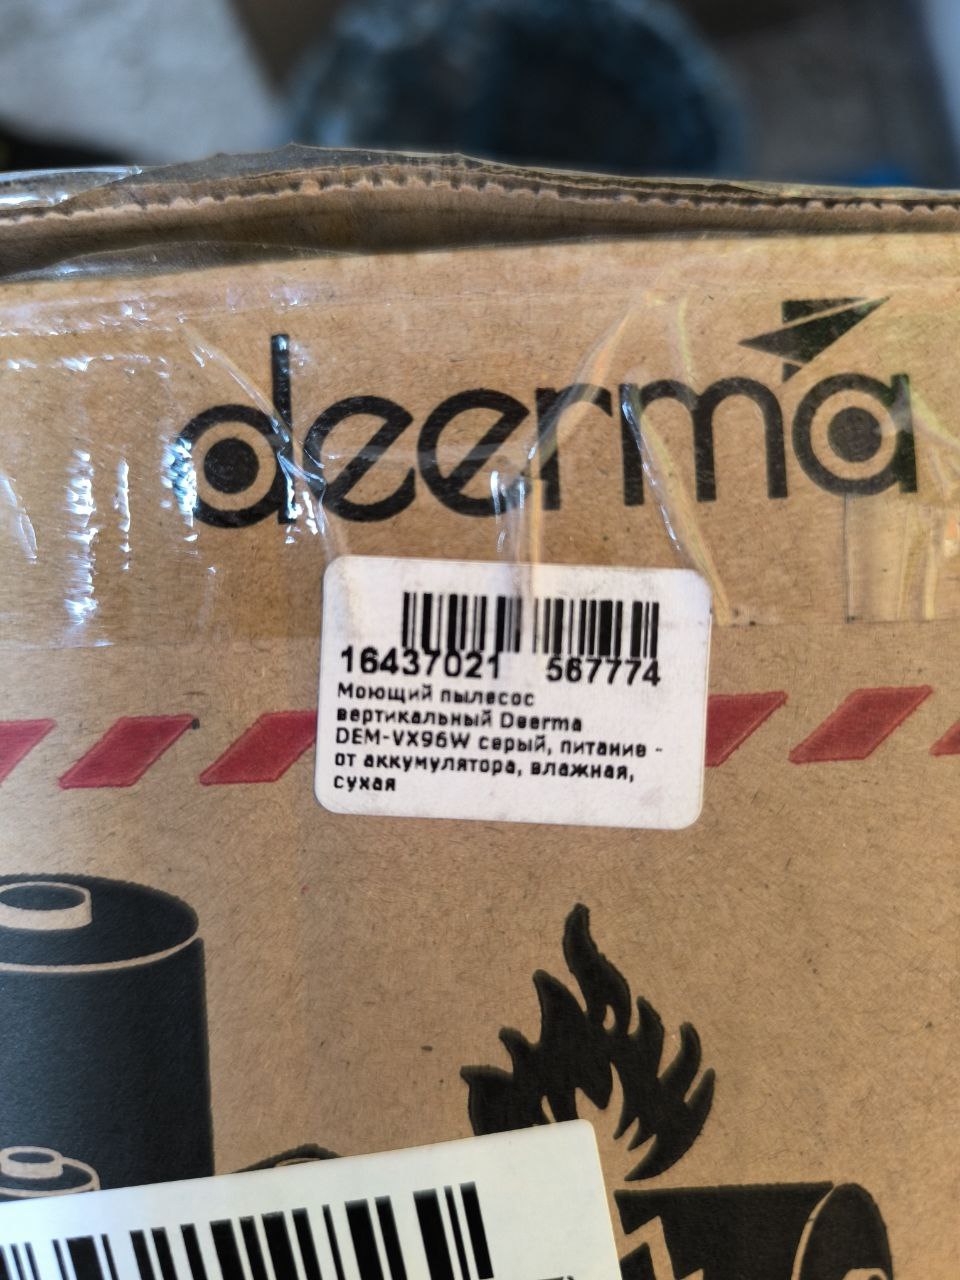 deerma
16437021 567774
Моющий пылесос
вертикальный Deerma
DEM-VX96W серый, питание -
от аккумулятора, влажная,
сухая